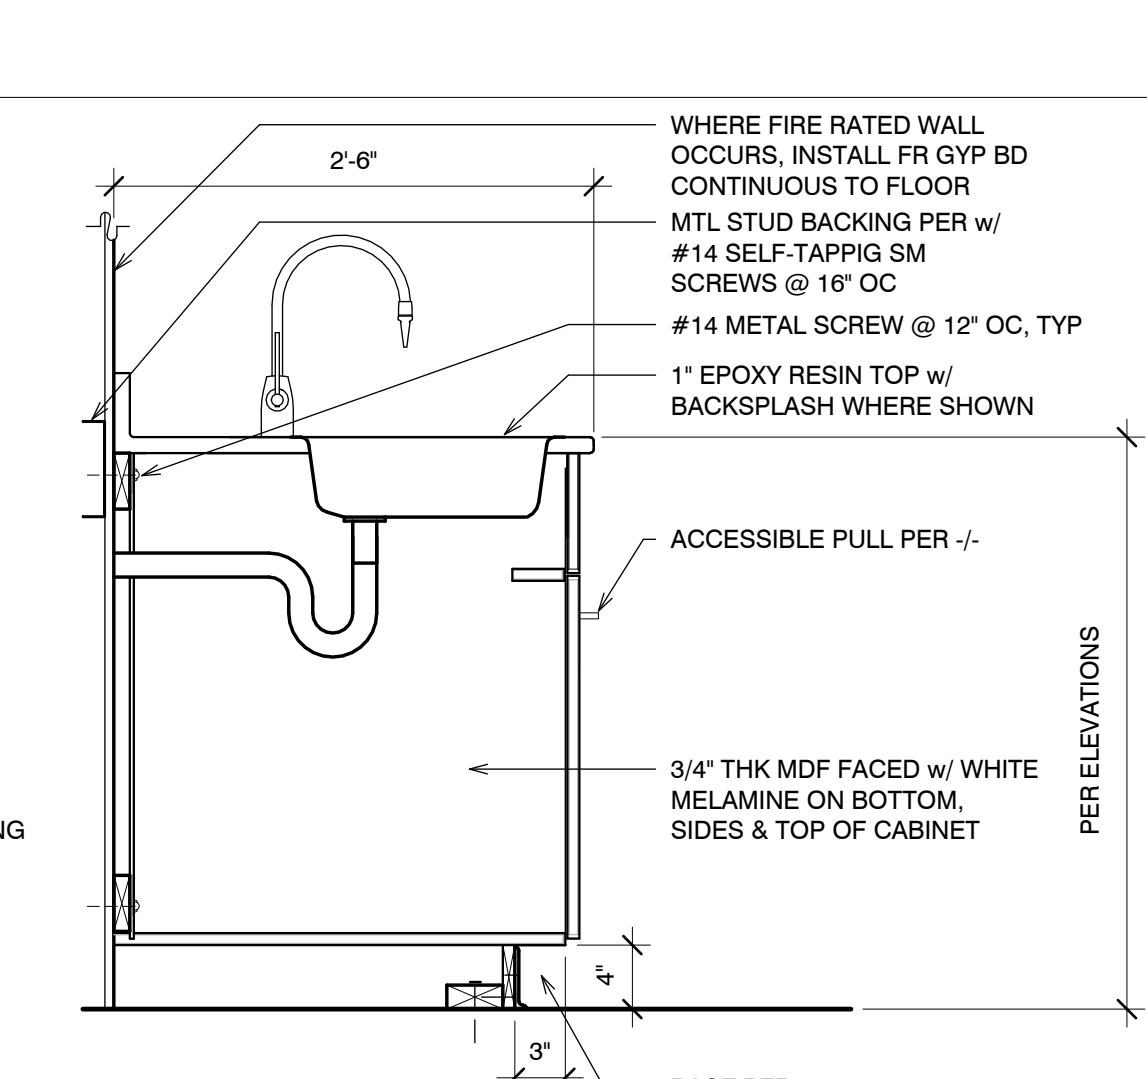 WHERE FIRE RATED WALL
OCCURS, INSTALL FR GYP BD
CONTINUOUS TO FLOOR
2'-6"
MTL STUD BACKING PER w/
#14 SELF-TAPPIG SM
SCREWS @ 16" OC
#14 METAL SCREW @ 12" OC, TYP
1" EPOXY RESIN TOP w/
BACKSPLASH WHERE SHOWN
ACCESSIBLE PULL PER -/-
PER ELEVATIONS
3/4" THK MDF FACED w/ WHITE
MELAMINE ON BOTTOM,
SIDES & TOP OF CABINET
NG
4"
3"